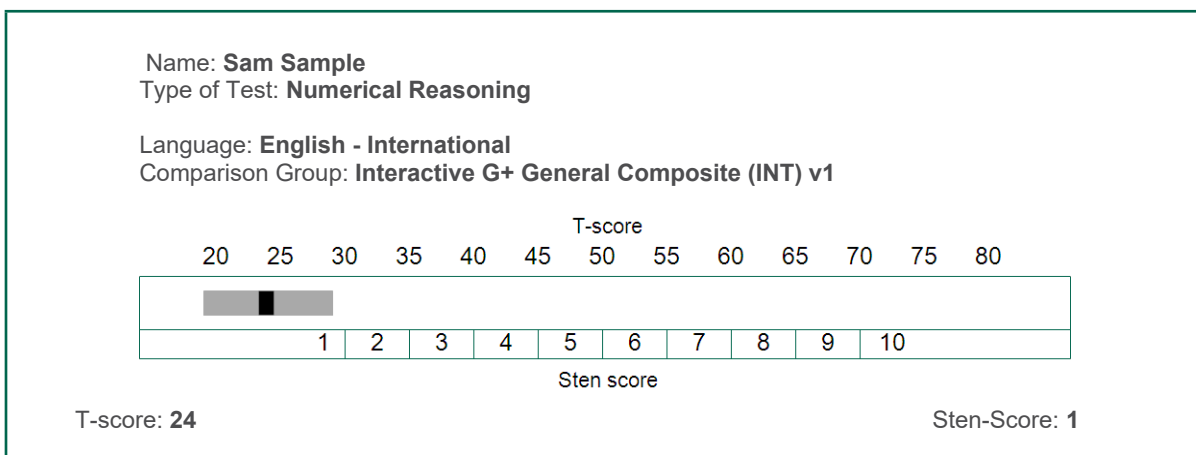 Name: Sam Sample
Type of Test: Numerical Reasoning
Language: English - International
Comparison Group: Interactive G+ General Composite (INT) v1
T-score
20 25 30 35 40 45 50 55 60 65 70 75 80
1 2 3 4 5 6 7 8 9 10
Sten score
T-score: 24 Sten-Score: 1